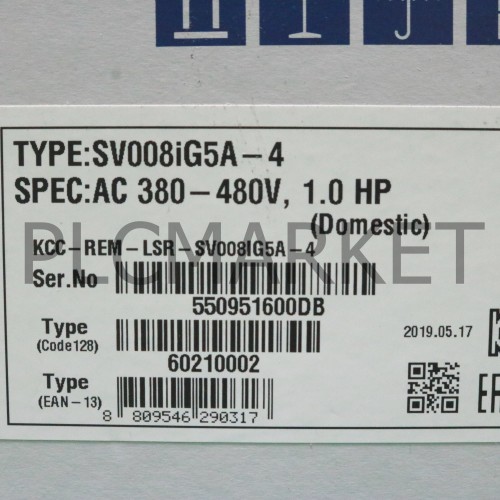 TYPE:SV008iG5A-4
SPEC:AC 380-480V, 1.0 HP
(Domestic)
PLCMARKET
KCC-REM-LSR-SV008IG5A-4
Ser.No
550951600DB
Type
(Code128)
60210002
2019.05.17
Type
(EAN-13)
8 809546 290317